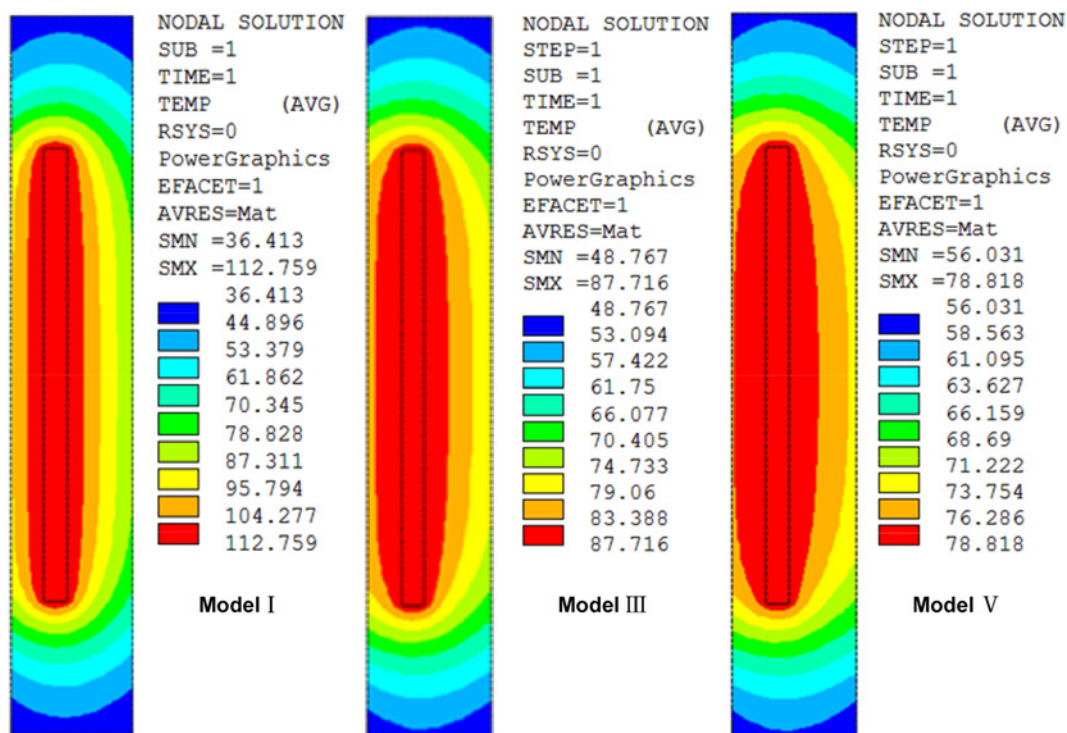 NODAL SOLUTION
SUB =1
TIME=1
TEMP (AVG)
RSYS=0
PowerGraphics
EFACET=1
AVRES=Mat
SMN =36.413
SMX =112.759
36.413
44.896
53.379
61.862
70.345
78.828
87.311
95.794
104.277
112.759
Model Ⅰ
NODAL SOLUTION
STEP=1
SUB =1
TIME=1
TEMP (AVG)
RSYS=0
PowerGraphics
EFACET=1
AVRES=Mat
SMN =48.767
SMX =87.716
48.767
53.094
57.422
61.75
66.077
70.405
74.733
79.06
83.388
87.716
Model Ⅲ
NODAL SOLUTION
STEP=1
SUB =1
TIME=1
TEMP (AVG)
RSYS=0
PowerGraphics
EFACET=1
AVRES=Mat
SMN =56.031
SMX =78.818
56.031
58.563
61.095
63.627
66.159
68.69
71.222
73.754
76.286
78.818
Model Ⅴ